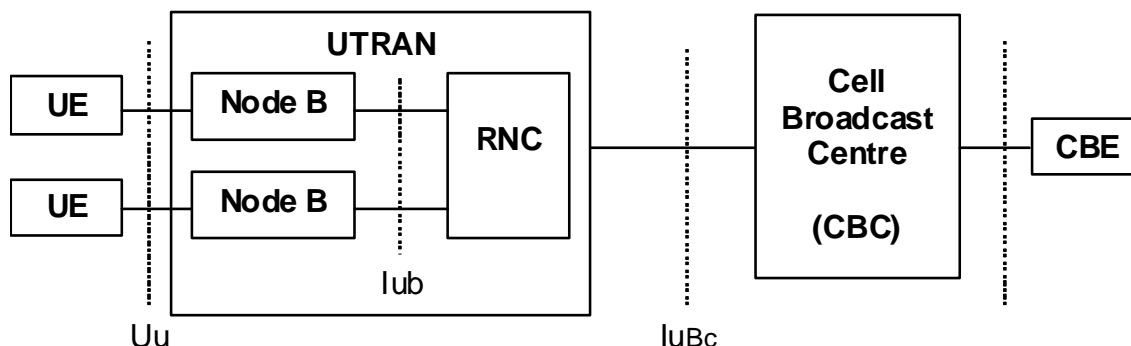 UTRAN
UE
Node B
RNC
UE
Node B
Iub
Uu
IuBc
Cell
Broadcast
Centre
(CBC)
CBE